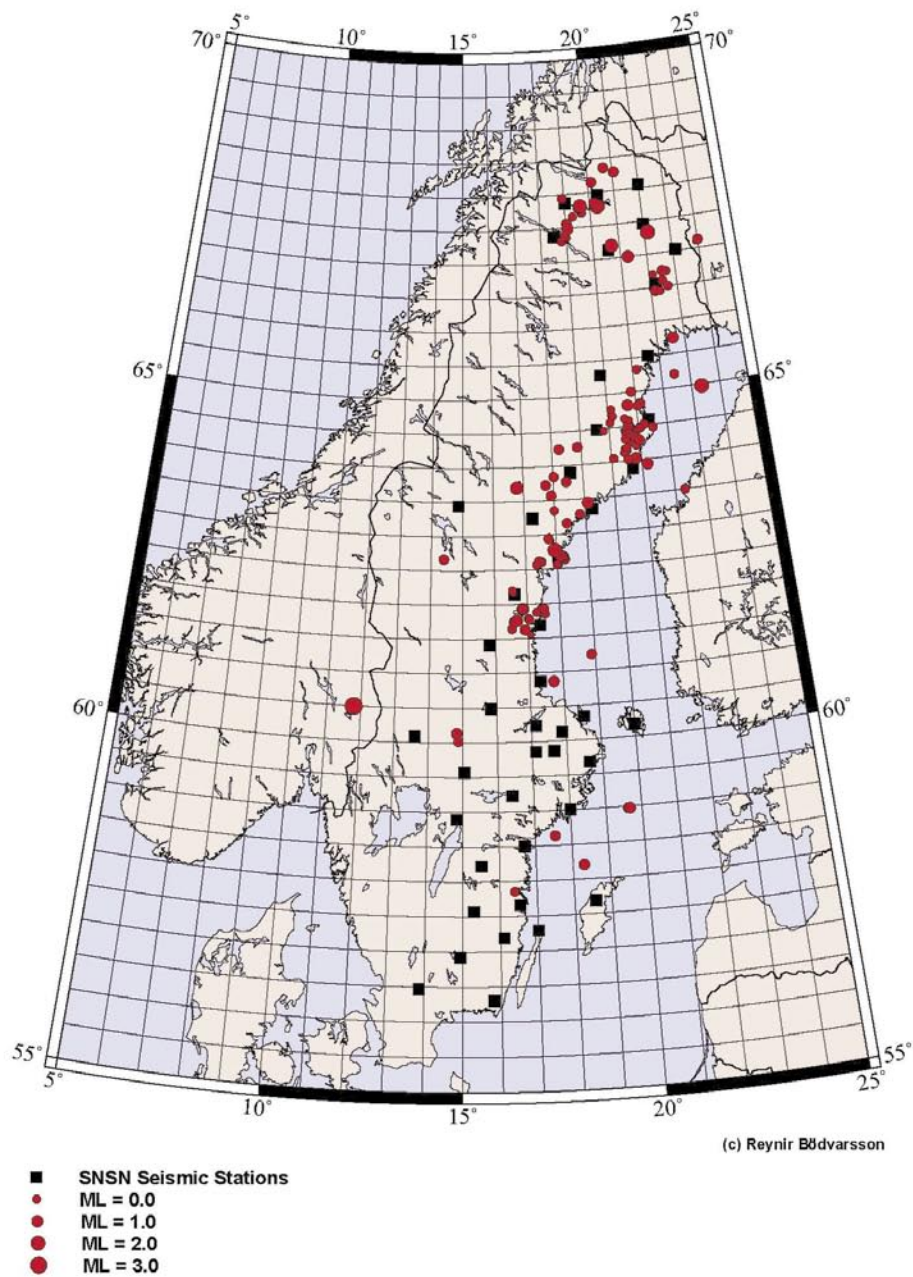 5° 10° 15° 20° 25°
70° 70°
65° 65°
60° 60°
55° 55°
5° 10° 15° 20° 25°
(c) Reynir Bödvarsson
SNSN Seismic Stations
ML = 0.0
ML = 1.0
ML = 2.0
ML = 3.0